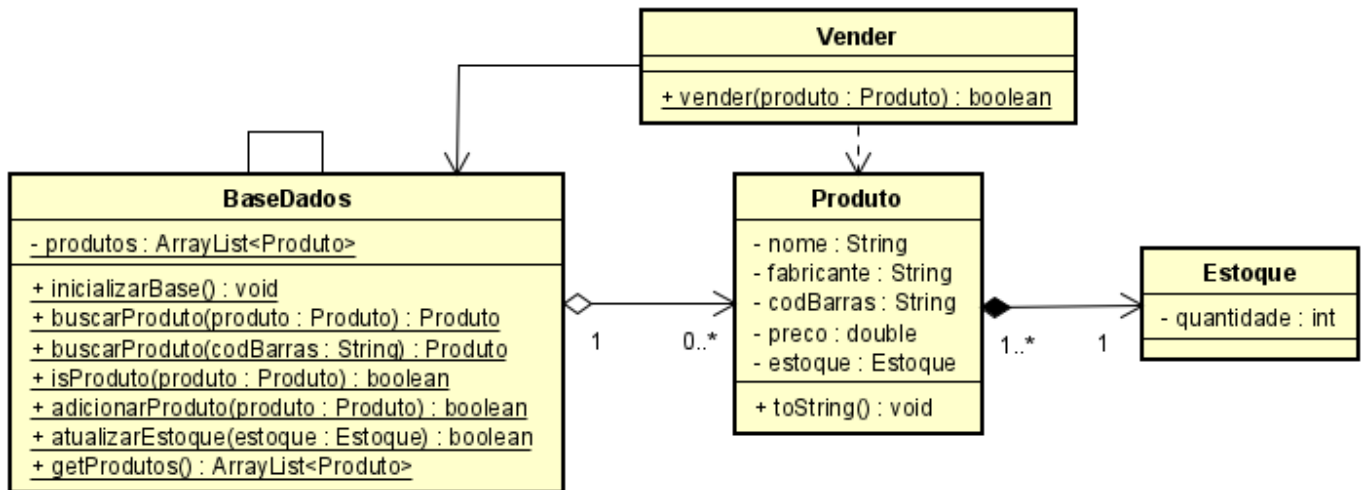 Vender
+ vender(produto : Produto) : boolean
BaseDados
- produtos : ArrayList<Produto>
+ inicializarBase() : void
+ buscarProduto(produto : Produto) : Produto
+ buscarProduto(codBarras : String) : Produto
+ isProduto(produto : Produto) : boolean
+ adicionarProduto(produto : Produto) : boolean
+ atualizarEstoque(estoque : Estoque) : boolean
+ getProdutos() : ArrayList<Produto>
1
0..*
Produto
- nome : String
- fabricante : String
- codBarras : String
- preco : double
- estoque : Estoque
+ toString() : void
1..*
1
Estoque
- quantidade : int